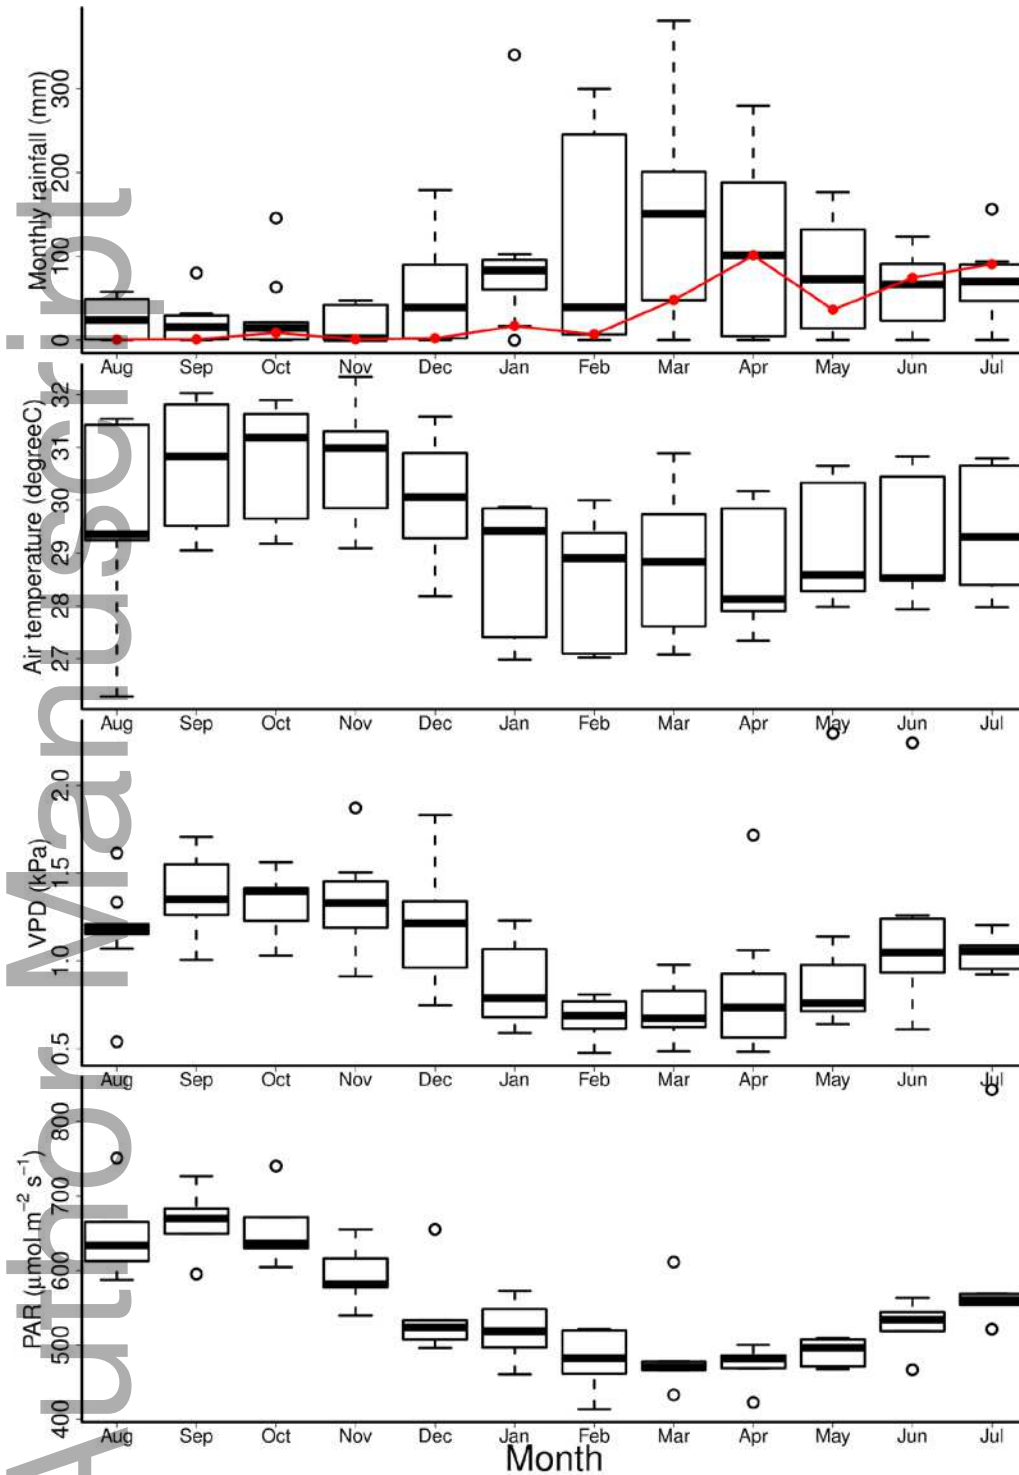 Monthly rainfall (mm)
0 100 200 300
Aug Sep Oct Nov Dec Jan Feb Mar Apr May Jun Jul
Air temperature (degreeC)
27 28 29 30 31 32
Aug Sep Oct Nov Dec Jan Feb Mar Apr May Jun Jul
VPD (kPa)
0.5 1.0 1.5 2.0
Aug Sep Oct Nov Dec Jan Feb Mar Apr May Jun Jul
PAR (μmol m⁻² s⁻¹)
400 500 600 700 800
Aug Sep Oct Nov Dec Jan Feb Mar Apr May Jun Jul
Month
Author Manuscript